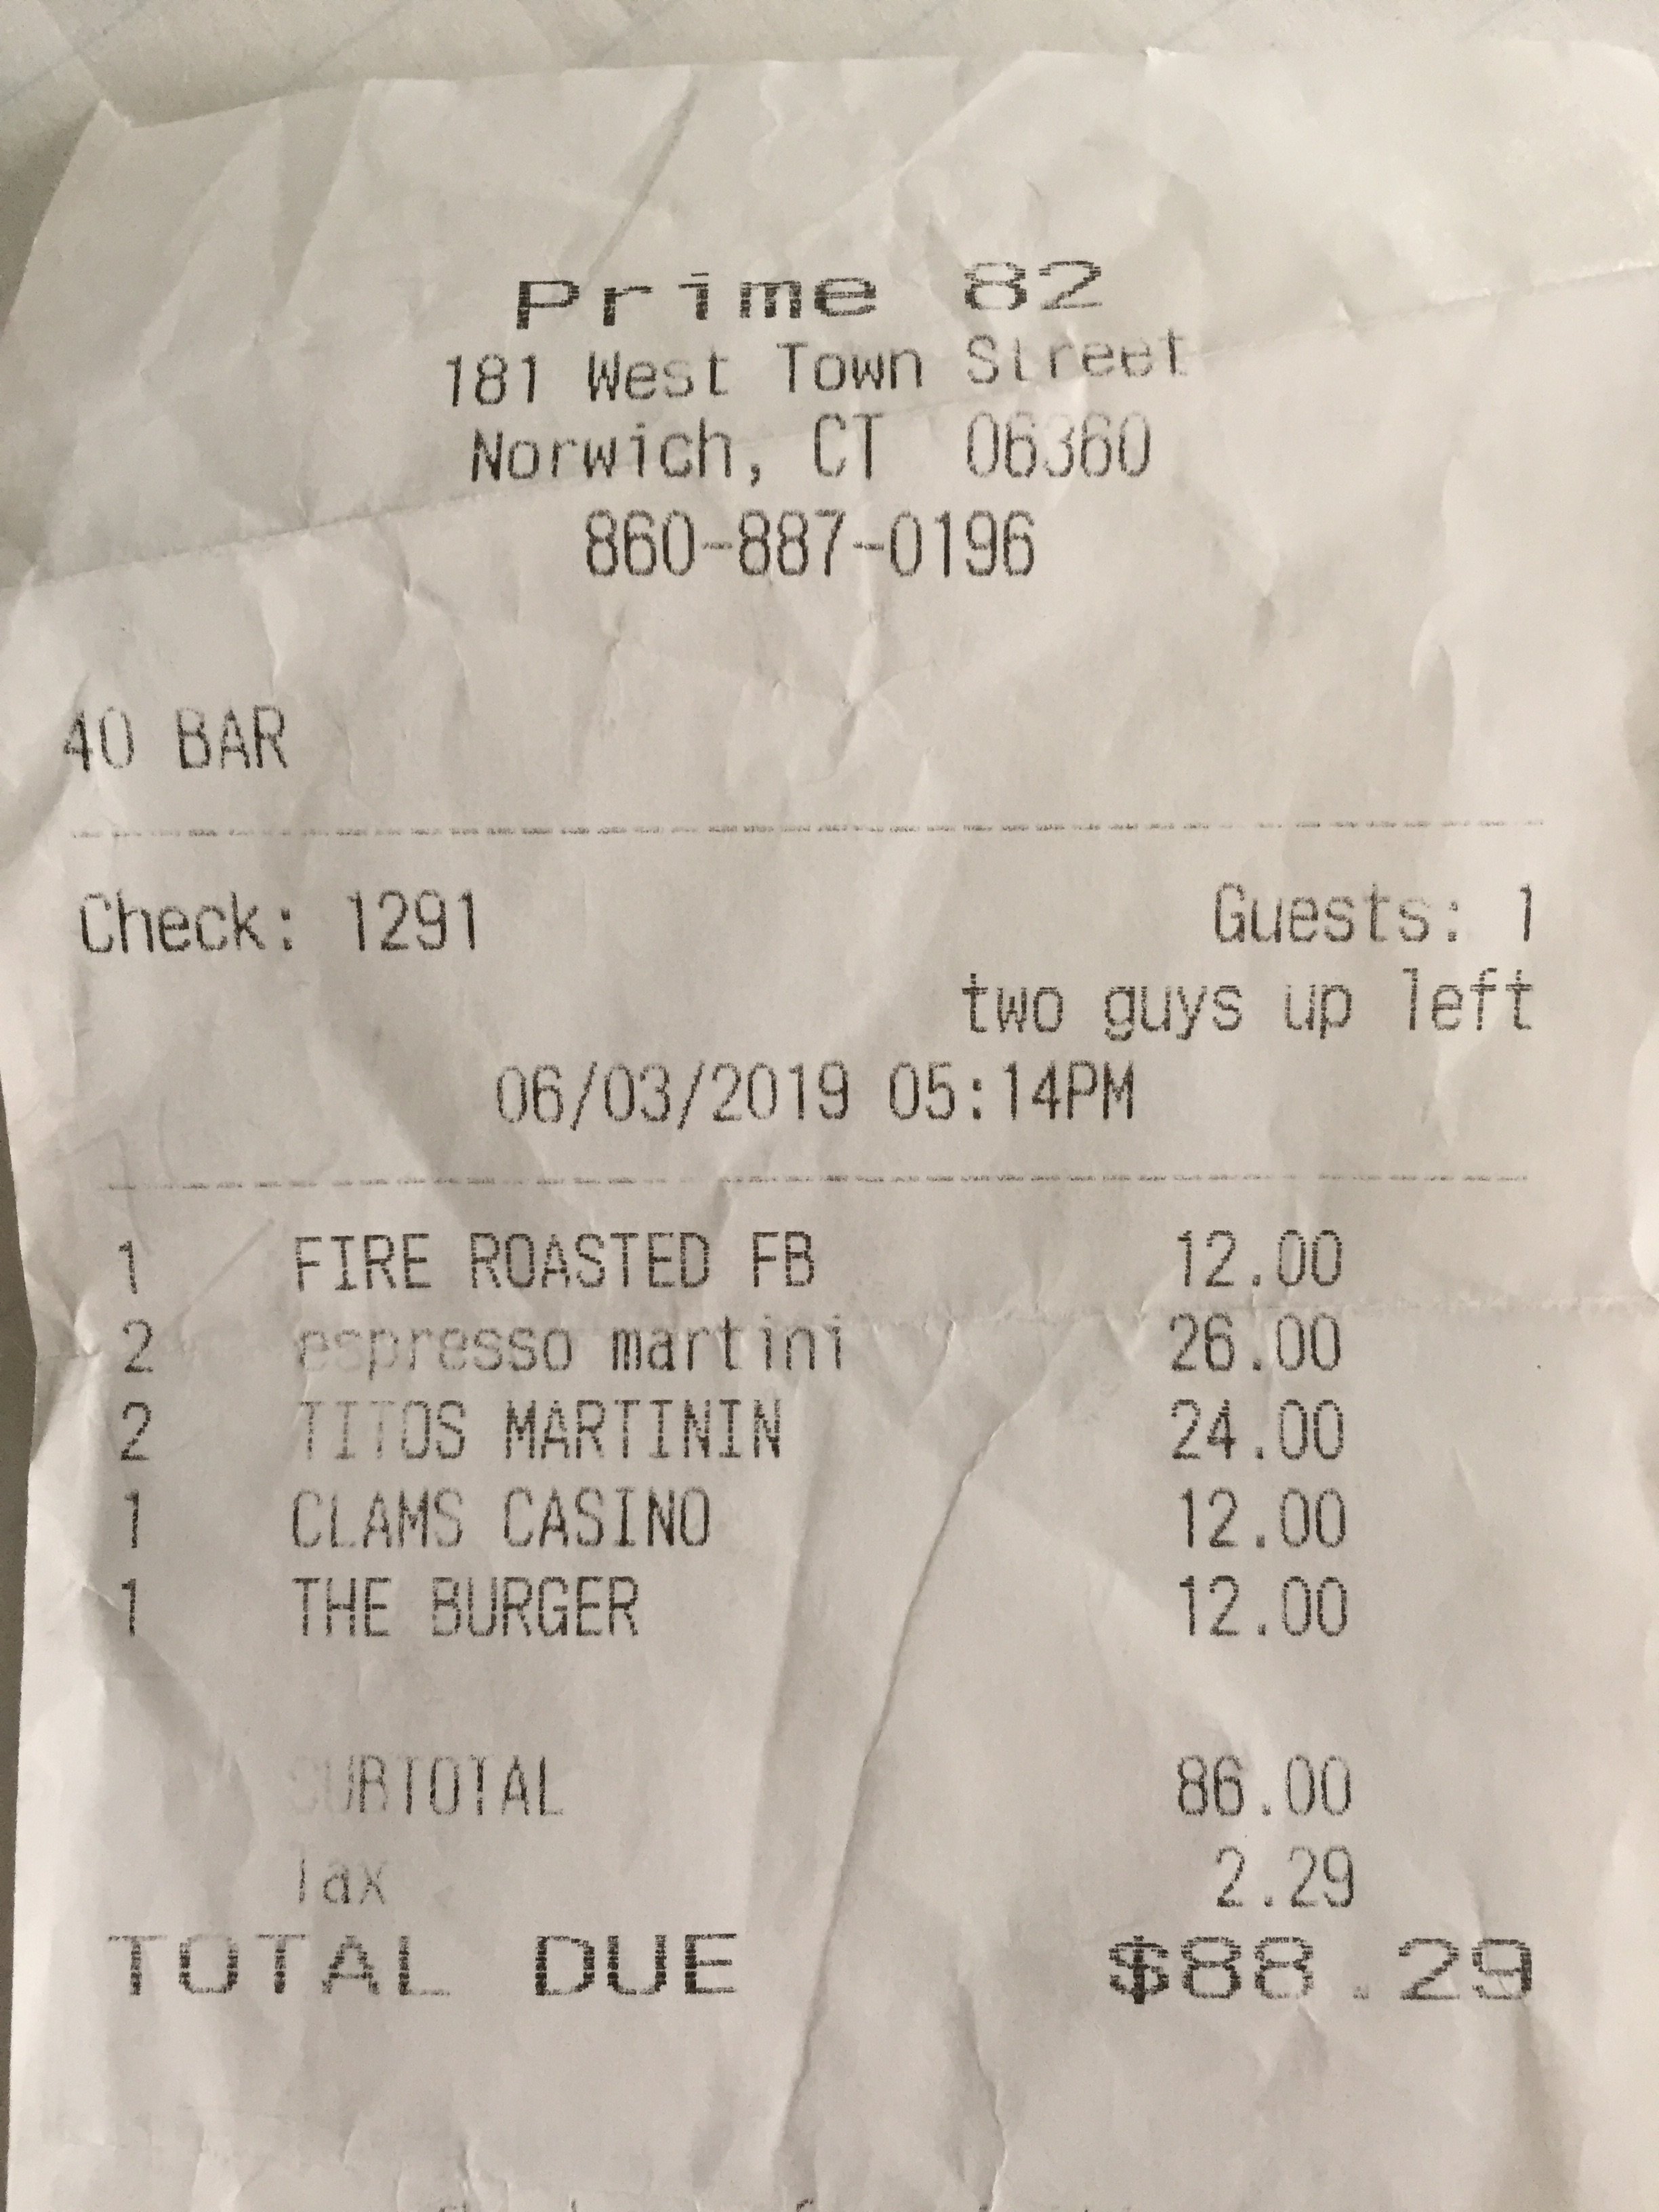 Prime 82
181 West Town Street
Norwich, CT 06360
860-887-0196
40 BAR
Check: 1291 Guests: 1
two guys up left
06/03/2019 05:14PM
1 FIRE ROASTED FB 12.00
2 espresso martini 26.00
2 TITOS MARTININ 24.00
1 CLAMS CASINO 12.00
1 THE BURGER 12.00
SUBTOTAL 86.00
Tax 2.29
TOTAL DUE $88.29